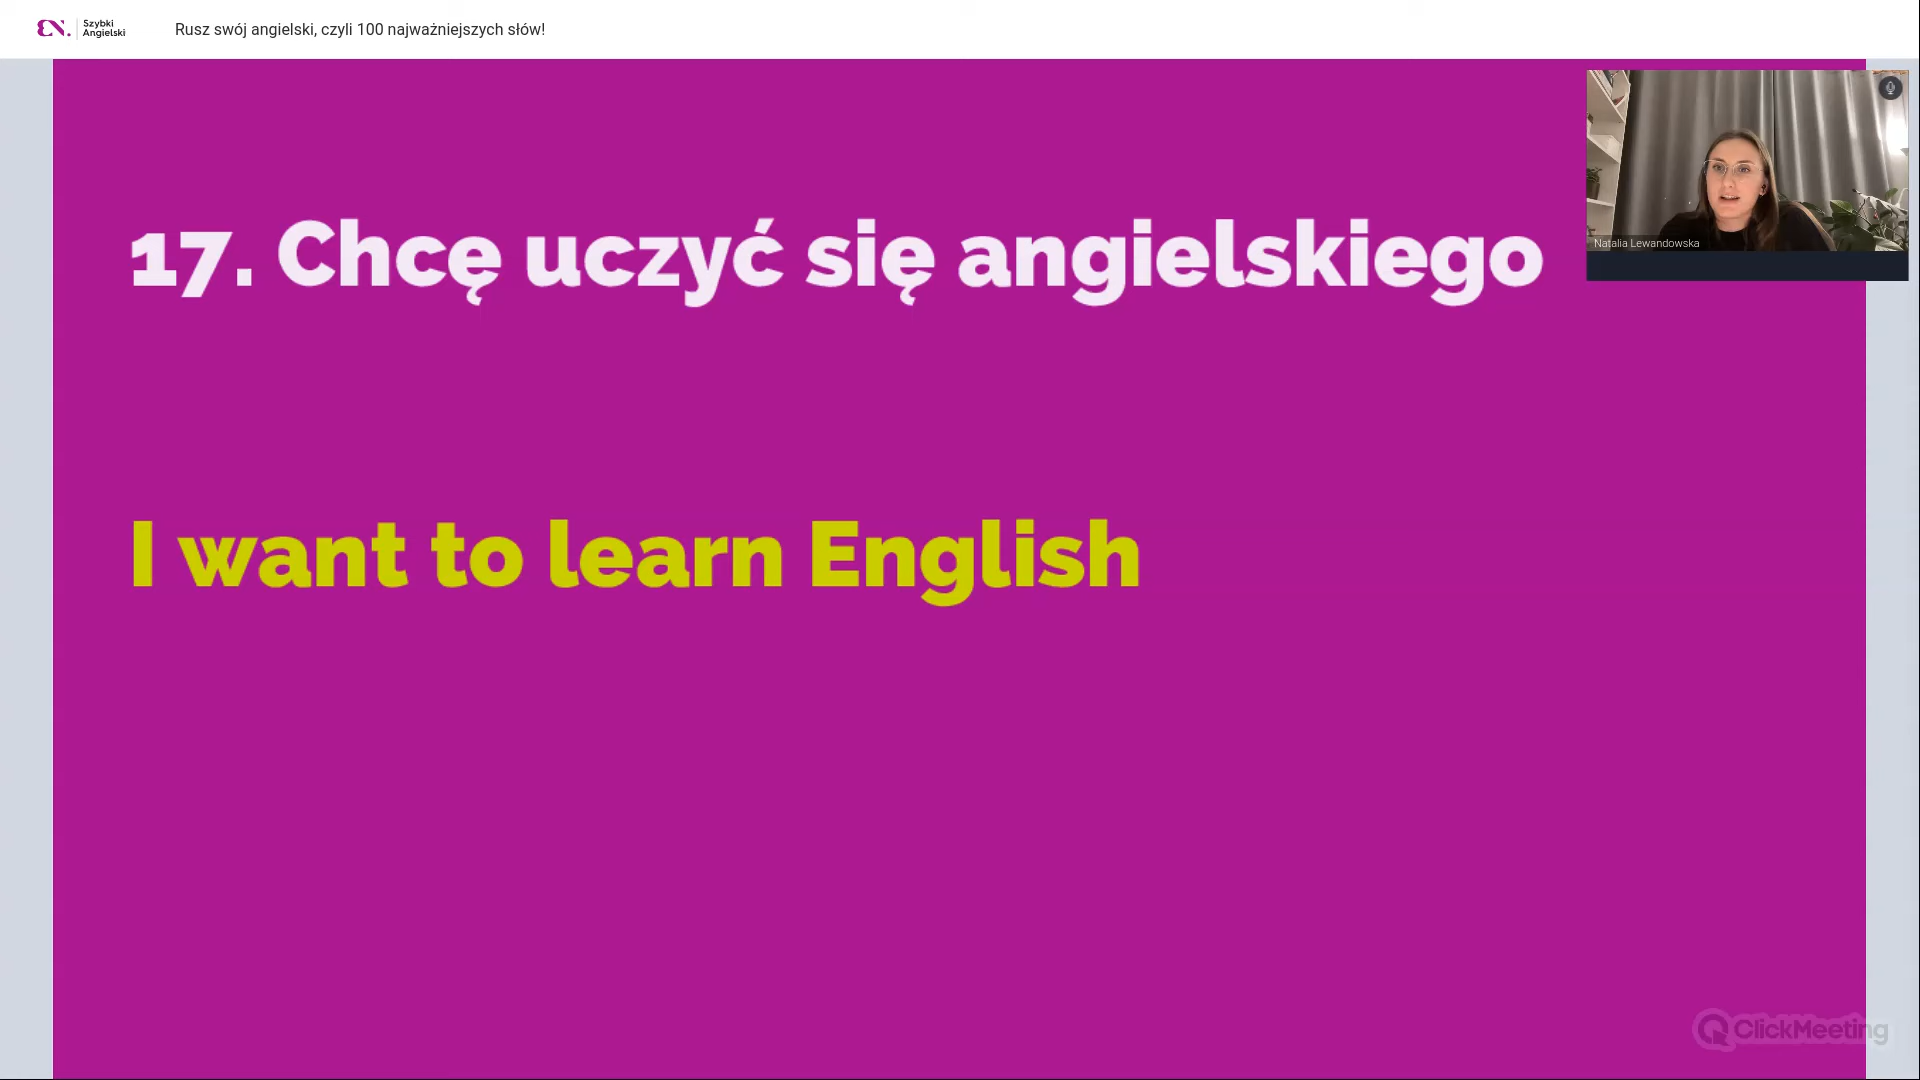 EN.
Szybki
Angielski
Rusz swój angielski, czyli 100 najważniejszych słów!
17. Chcę uczyć się angielskiego
Natalia Lewandowska
I want to learn English
ClickMeeting